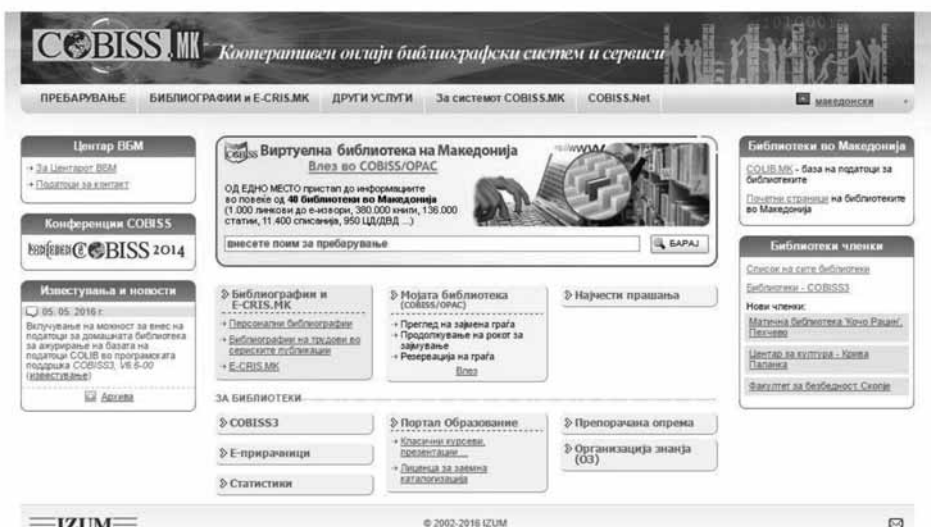 COBISS.MK
Кооперативен онлајн библиографски систем и сервиси
ПРЕБАРУВАЊЕ БИБЛИОГРАФИИ и E-CRIS.MK ДРУГИ УСЛУГИ За системот COBISS.MK COBISS.Net македонски
Центар ВБМ
За Центарот ВБМ
Податоци за контакт
Конференции COBISS
COBISS 2014
Известувања и новости
05. 05. 2016 г.
Вклучување на можност за внес на
податоци за домашната библиотека
за ажурирање на базата на
податоци COLIB во програмската
поддршка COBISS3, V6.6-00
(известување)
Архива
COBISS Виртуелна библиотека на Македонија
Влез во COBISS/OPAC
ОД ЕДНО МЕСТО пристап до информациите
во повеќе од 40 библиотеки во Македонија
(1.000 линкови до е-извори, 380.000 книги, 136.000
статии, 11.400 списанија, 950 ЦД/ДВД ...)
внесете поим за пребарување
БАРАЈ
Библиографии и
E-CRIS.MK
Персонални библиографии
Библиографии на трудови во
сериските публикации
E-CRIS.MK
Мојата библиотека
(COBISS/OPAC)
Преглед на зајмена граѓа
Продолжување на рокот за
зајмување
Резервација на граѓа
Влез
Најчести прашања
ЗА БИБЛИОТЕКИ
COBISS3
Е-прирачници
Статистики
Портал Образование
Класични курсеви,
презентации ...
Лиценца за заемна
каталогизација
Препорачана опрема
Организација знанја
(ОЗ)
Библиотеки во Македонија
COLIB.MK - база на податоци за
библиотеките
Почетни страници на библиотеките
во Македонија
Библиотеки членки
Список на сите библиотеки
Библиотеки - COBISS3
Нови членки:
Матична библиотека 'Кочо Рацин',
Пехчево
Центар за култура - Крива
Паланка
Факултет за безбедност Скопје
IZUM
© 2002-2016 IZUM